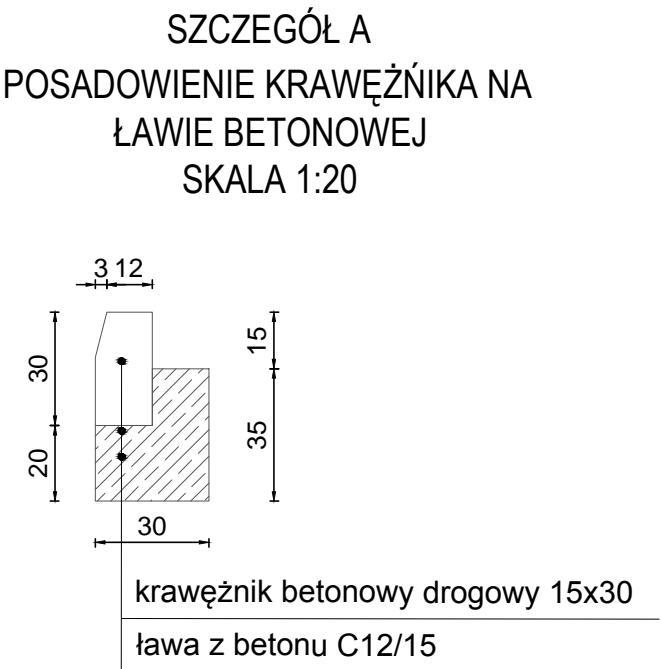 SZCZEGÓŁ A
POSADOWIENIE KRAWĘŻŃIKA NA
ŁAWIE BETONOWEJ
SKALA 1:20
3 12
30
15
20
35
30
krawężnik betonowy drogowy 15x30
ława z betonu C12/15